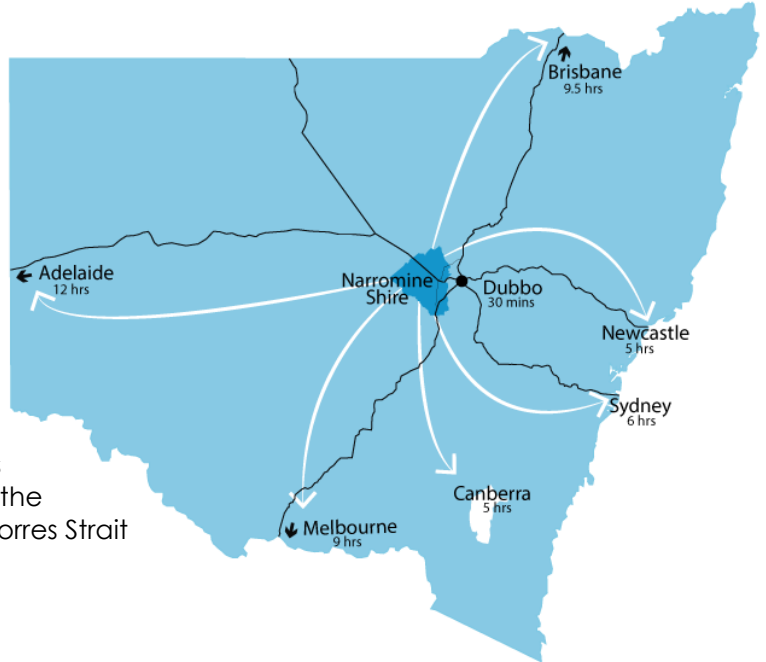 Brisbane
9.5 hrs
Adelaide
12 hrs
Narromine
Shire
Dubbo
30 mins
Newcastle
5 hrs
Sydney
6 hrs
the
orres Strait
Canberra
5 hrs
Melbourne
9 hrs